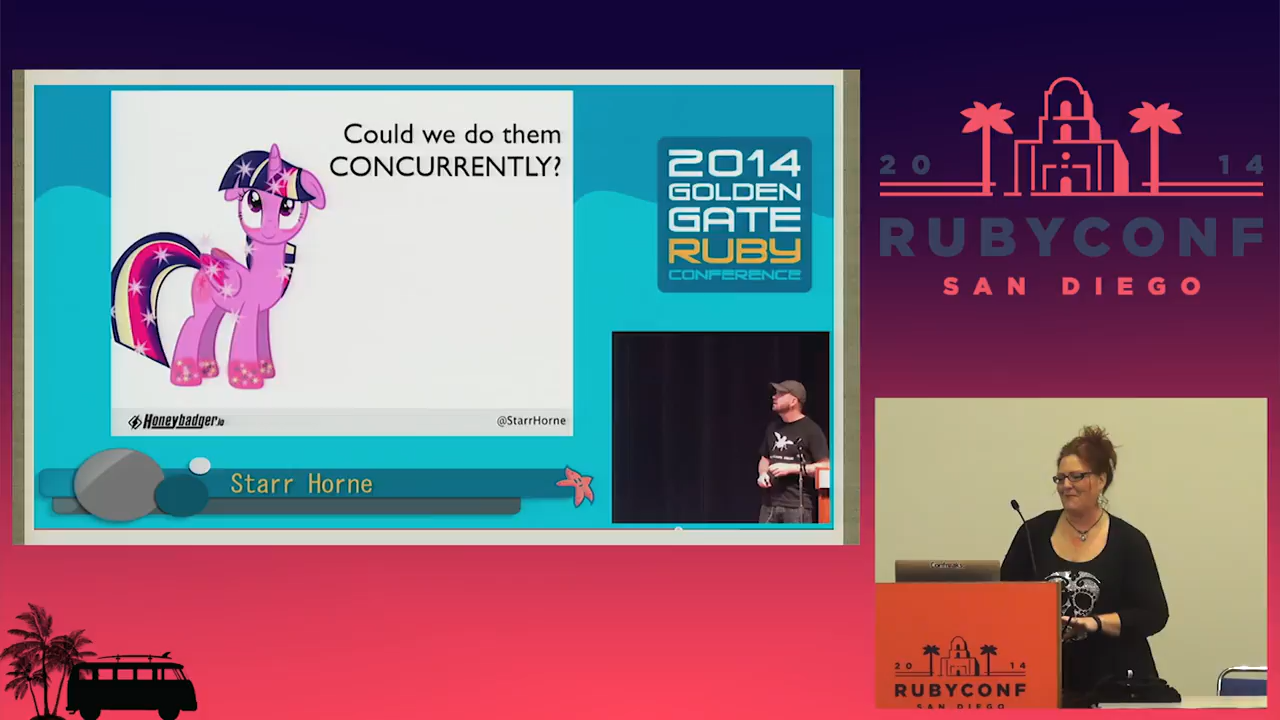 Could we do them
CONCURRENTLY?
Honeybadger.io
@StarrHorne
Starr Horne
2014
GOLDEN
GATE
RUBY
CONFERENCE
20 14
RUBYCONF
SAN DIEGO
20 14
RUBYCONF
SAN DIEGO